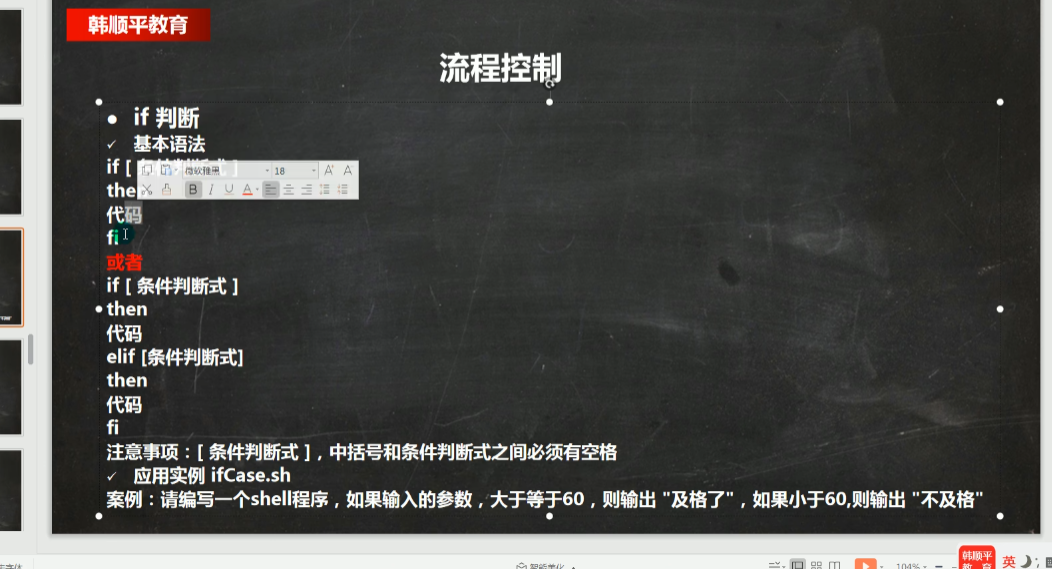 韩顺平教育
流程控制
● if 判断
✓ 基本语法
if [ 条件判断式 ]
微软雅黑 18 A A
the
B I U A
代码
fi
或者
if [ 条件判断式 ]
then
代码
elif [条件判断式]
then
代码
fi
注意事项：[ 条件判断式 ]，中括号和条件判断式之间必须有空格
✓ 应用实例 ifCase.sh
案例：请编写一个shell程序，如果输入的参数，大于等于60，则输出 "及格了"，如果小于60,则输出 "不及格"
智能美化
104%
韩顺平
教 育
英